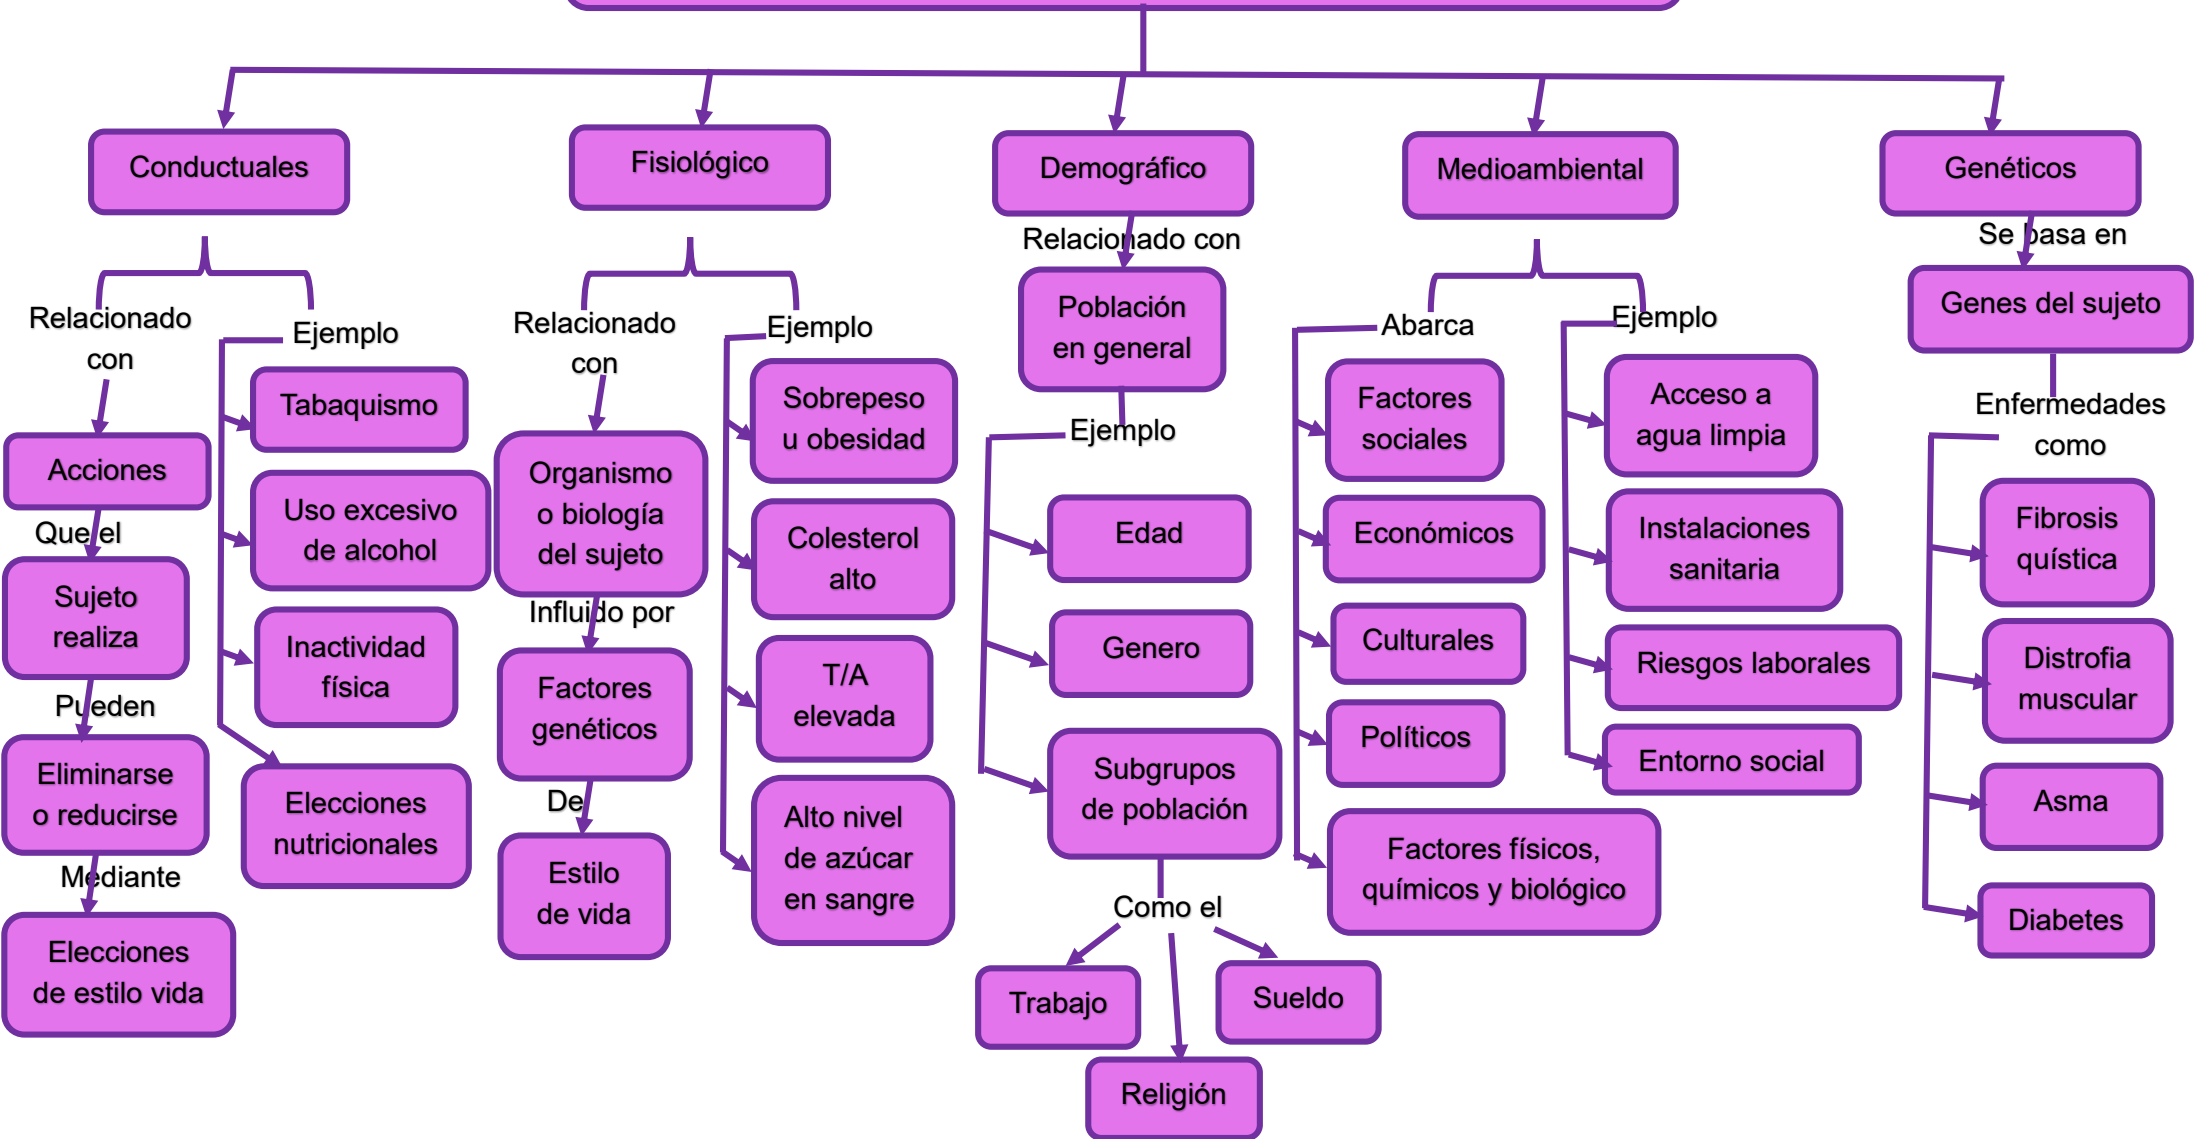 Conductuales
Relacionado
con
Acciones
Que el
Sujeto
realiza
Pueden
Eliminarse
o reducirse
Mediante
Elecciones
de estilo vida
Ejemplo
Tabaquismo
Uso excesivo
de alcohol
Inactividad
física
Elecciones
nutricionales
Fisiológico
Relacionado
con
Organismo
o biología
del sujeto
Influido por
Factores
genéticos
De
Estilo
de vida
Ejemplo
Sobrepeso
u obesidad
Colesterol
alto
T/A
elevada
Alto nivel
de azúcar
en sangre
Demográfico
Relacionado con
Población
en general
Ejemplo
Edad
Genero
Subgrupos
de población
Como el
Trabajo
Religión
Sueldo
Medioambiental
Abarca
Factores
sociales
Económicos
Culturales
Políticos
Factores físicos,
químicos y biológico
Ejemplo
Acceso a
agua limpia
Instalaciones
sanitaria
Riesgos laborales
Entorno social
Genéticos
Se basa en
Genes del sujeto
Enfermedades
como
Fibrosis
quística
Distrofia
muscular
Asma
Diabetes